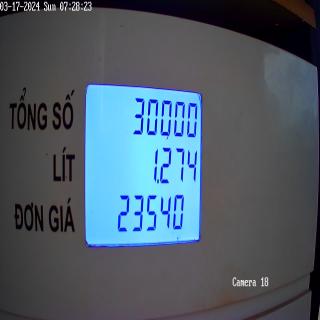 03-17-2024 Sun 07:28:23
TỔNG SỐ 30000
LÍT 1.274
ĐƠN GIÁ 23540
Camera 18